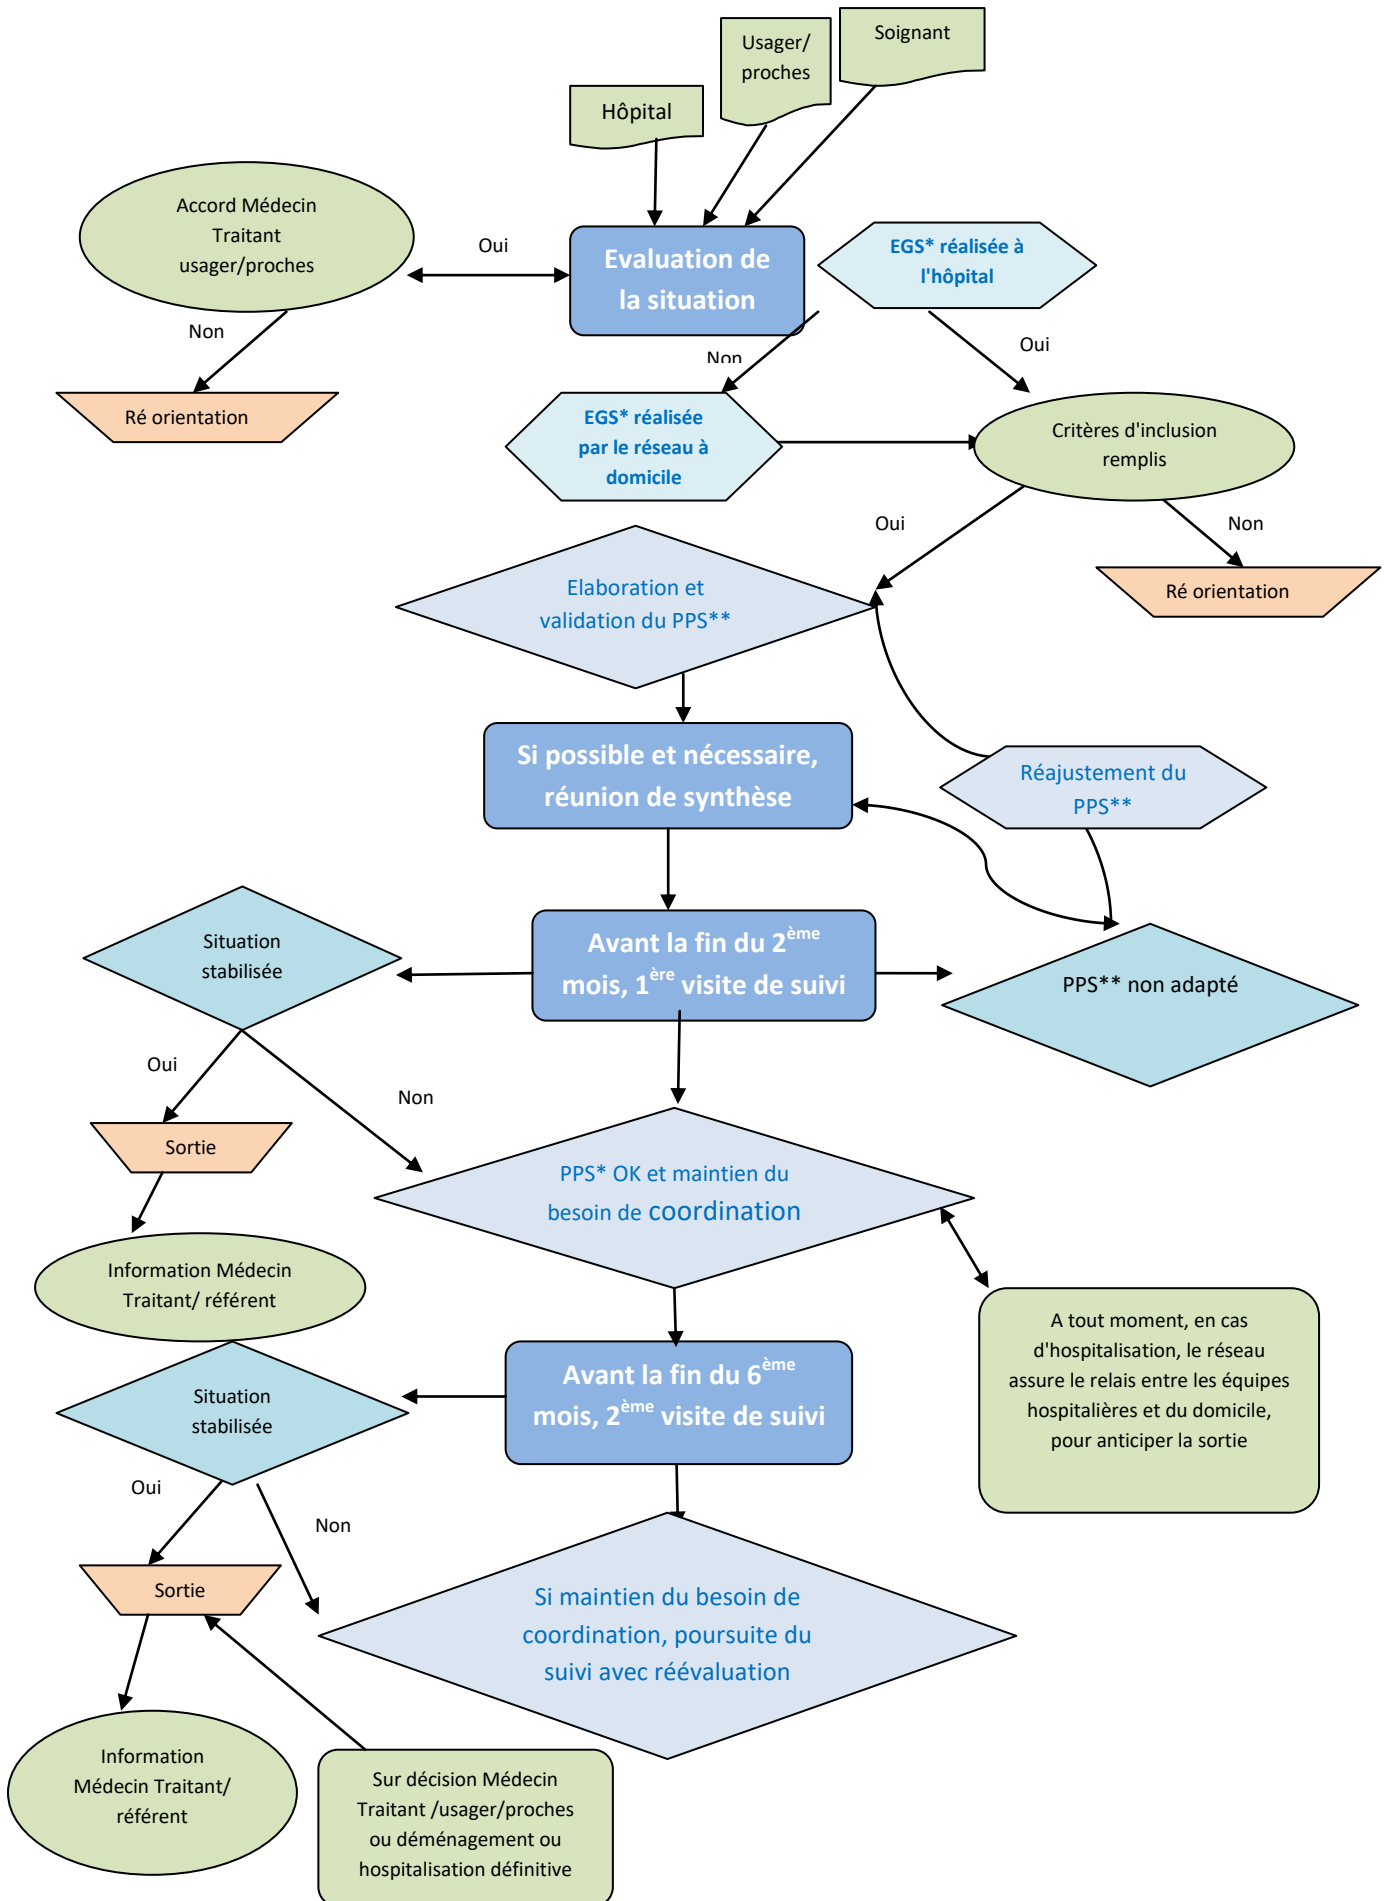 Soignant
Usager/
proches
Hôpital
Accord Médecin
Traitant
usager/proches
Oui
Evaluation de
la situation
EGS* réalisée à
l'hôpital
Non
Non
Oui
Ré orientation
EGS* réalisée
par le réseau à
domicile
Critères d'inclusion
remplis
Oui
Non
Elaboration et
validation du PPS**
Ré orientation
Si possible et nécessaire,
réunion de synthèse
Réajustement du
PPS**
Situation
stabilisée
Avant la fin du 2ème
mois, 1ère visite de suivi
PPS** non adapté
Oui
Non
Sortie
PPS* OK et maintien du
besoin de coordination
Information Médecin
Traitant/ référent
A tout moment, en cas
d'hospitalisation, le réseau
assure le relais entre les équipes
hospitalières et du domicile,
pour anticiper la sortie
Situation
stabilisée
Avant la fin du 6ème
mois, 2ème visite de suivi
Oui
Non
Sortie
Si maintien du besoin de
coordination, poursuite du
suivi avec réévaluation
Information
Médecin Traitant/
référent
Sur décision Médecin
Traitant /usager/proches
ou déménagement ou
hospitalisation définitive